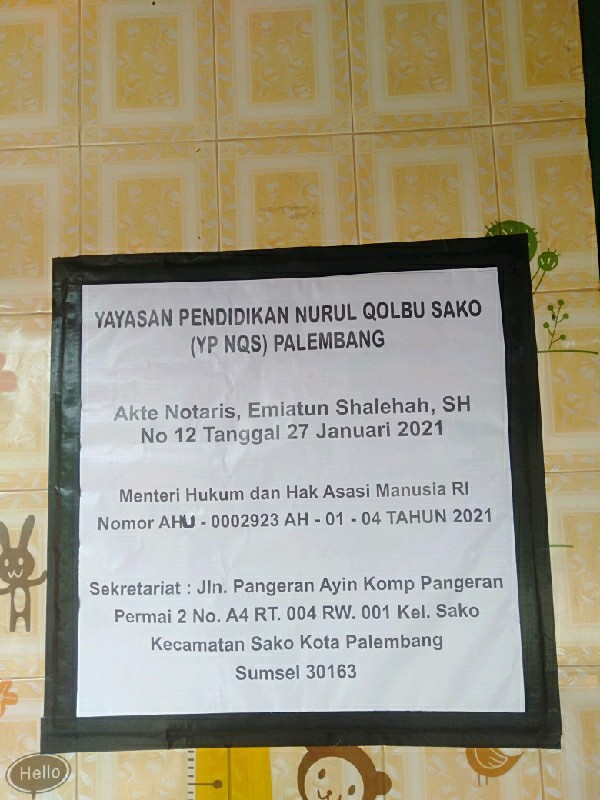 YAYASAN PENDIDIKAN NURUL QOLBU SAKO
(YP NQS) PALEMBANG
Akte Notaris, Emiatun Shalehah, SH
No 12 Tanggal 27 Januari 2021
Menteri Hukum dan Hak Asasi Manusia RI
Nomor AHU - 0002923 AH - 01 - 04 TAHUN 2021
Sekretariat : Jln. Pangeran Ayin Komp Pangeran
Permai 2 No. A4 RT. 004 RW. 001 Kel. Sako
Kecamatan Sako Kota Palembang
Sumsel 30163
Hello